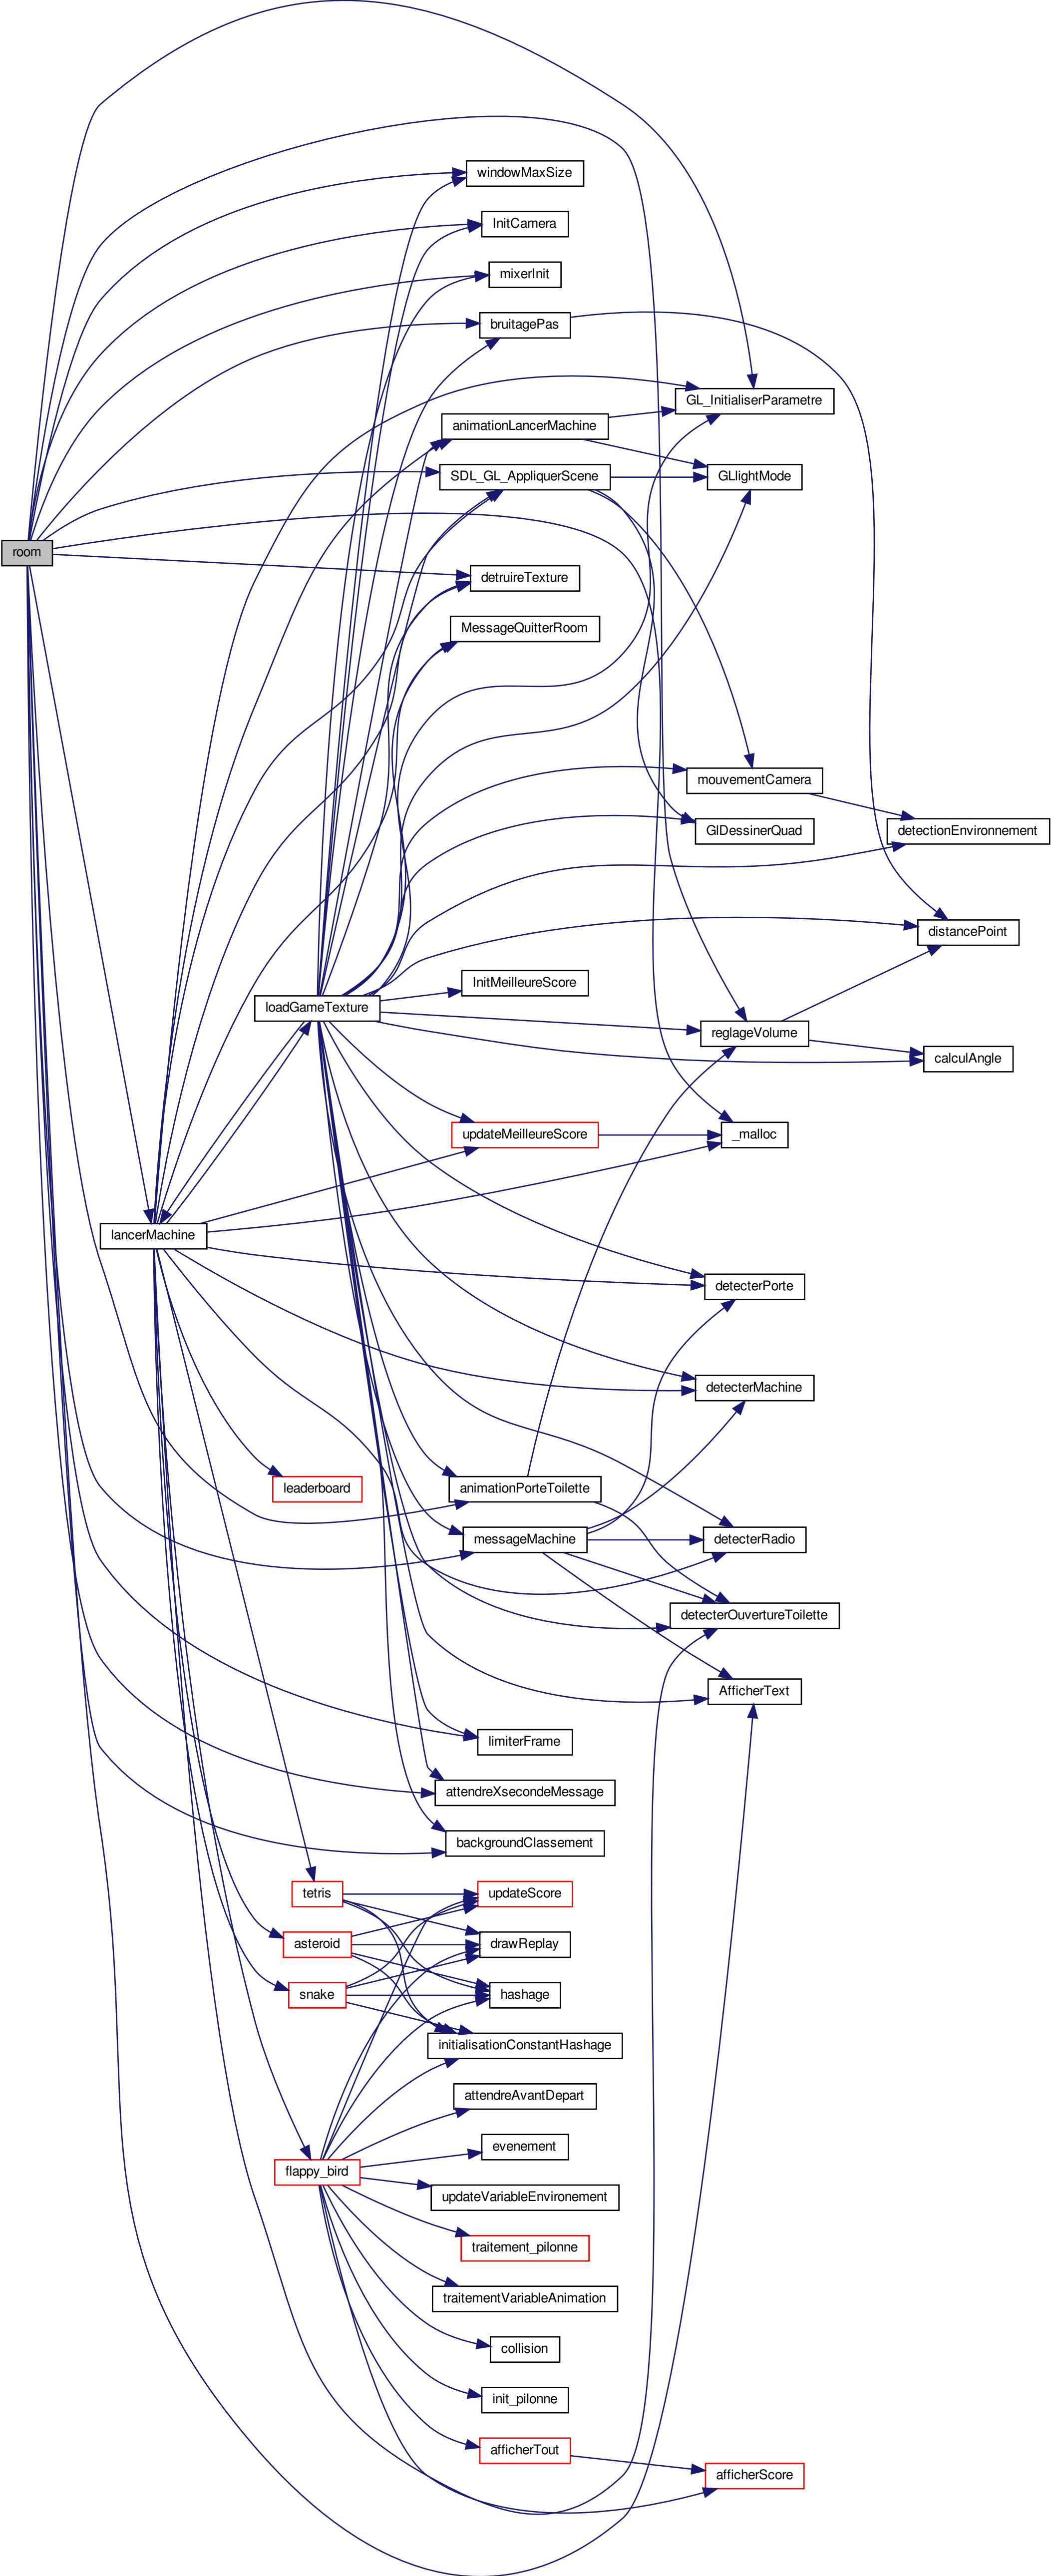 windowMaxSize
InitCamera
mixerInit
bruitagePas
GL_InitialiserParametre
animationLancerMachine
SDL_GL_AppliquerScene
GLlightMode
room
detruireTexture
MessageQuitterRoom
mouvementCamera
GlDessinerQuad
detectionEnvironnement
distancePoint
InitMeilleureScore
loadGameTexture
reglageVolume
calculAngle
updateMeilleureScore
_malloc
lancerMachine
detecterPorte
detecterMachine
leaderboard
animationPorteToilette
messageMachine
detecterRadio
detecterOuvertureToilette
AfficherText
limiterFrame
attendreXsecondeMessage
backgroundClassement
tetris
updateScore
asteroid
drawReplay
snake
hashage
initialisationConstantHashage
attendreAvantDepart
evenement
flappy_bird
updateVariableEnvironement
traitement_pilonne
traitementVariableAnimation
collision
init_pilonne
afficherTout
afficherScore